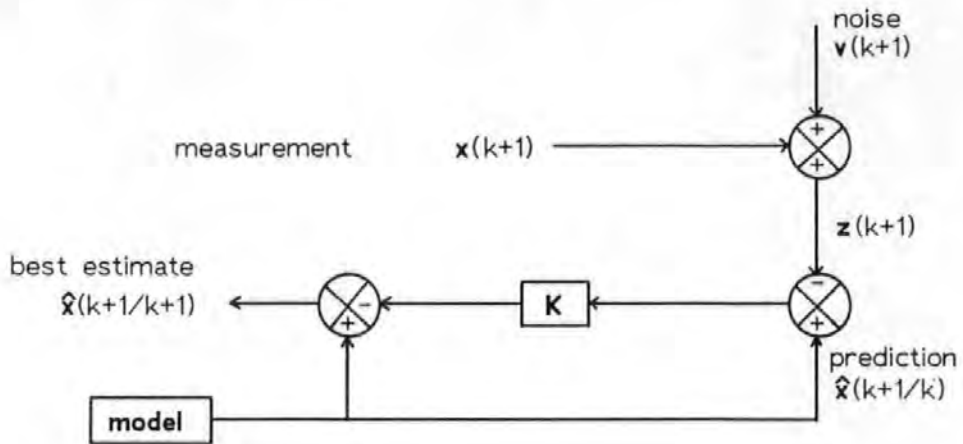 noise
v(k+1)
+
+
measurement x(k+1)
z(k+1)
best estimate
x̂(k+1/k+1)
-
+
K
-
+
prediction
x̂(k+1/k)
model